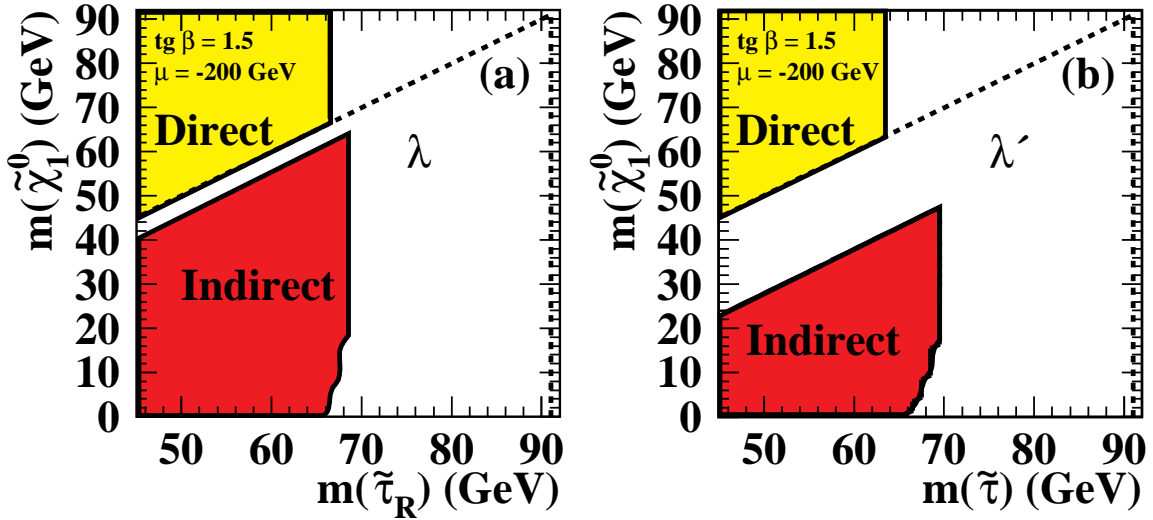 m(χ̃⁰₁) (GeV)
90
80
70
60
50
40
30
20
10
0
tg β = 1.5
μ = -200 GeV
(a)
Direct
λ
Indirect
50 60 70 80 90
m(τ̃_R) (GeV)
m(χ̃⁰₁) (GeV)
90
80
70
60
50
40
30
20
10
0
tg β = 1.5
μ = -200 GeV
(b)
Direct
λ´
Indirect
50 60 70 80 90
m(τ̃) (GeV)